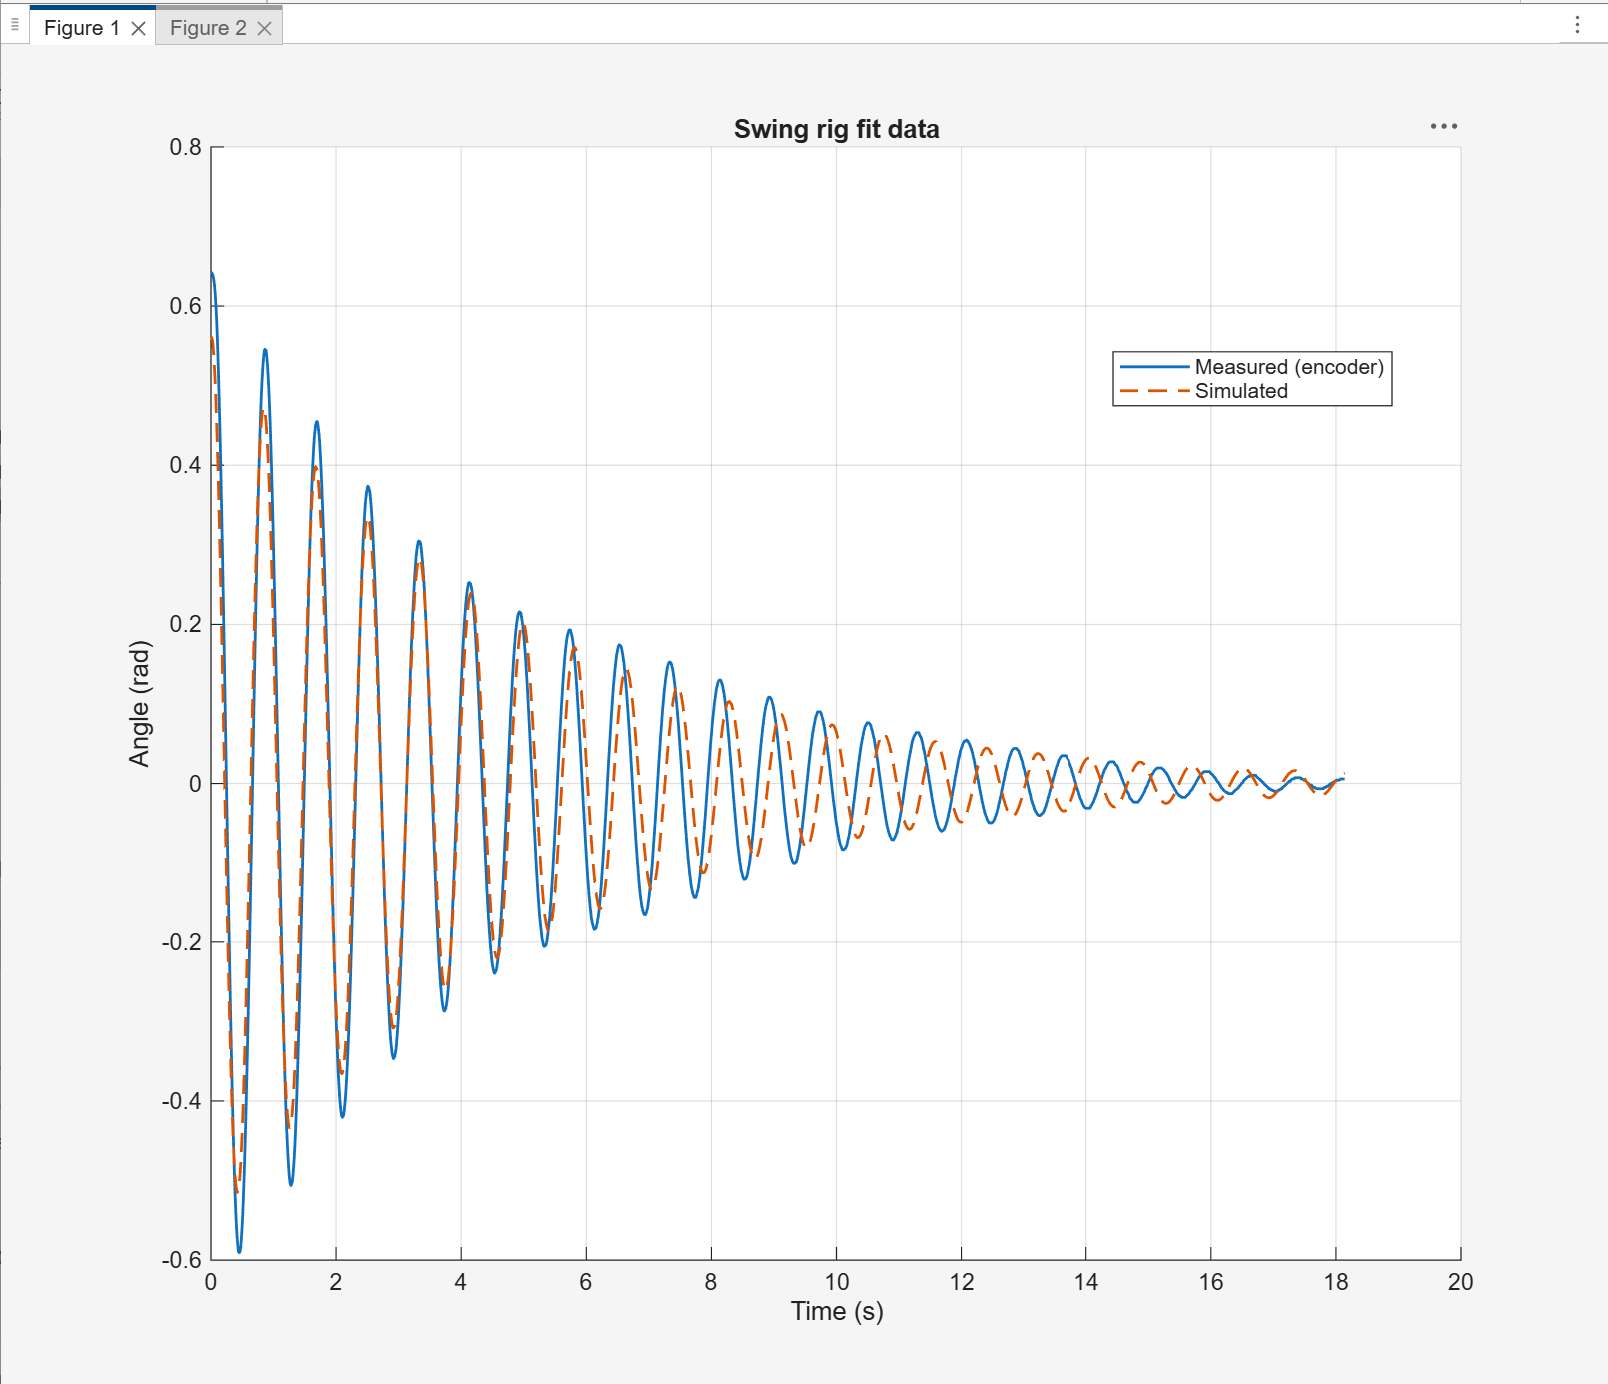 Figure 1
Figure 2
Swing rig fit data
0.8
0.6
0.4
0.2
0
-0.2
-0.4
-0.6
Angle (rad)
Measured (encoder)
Simulated
0 2 4 6 8 10 12 14 16 18 20
Time (s)